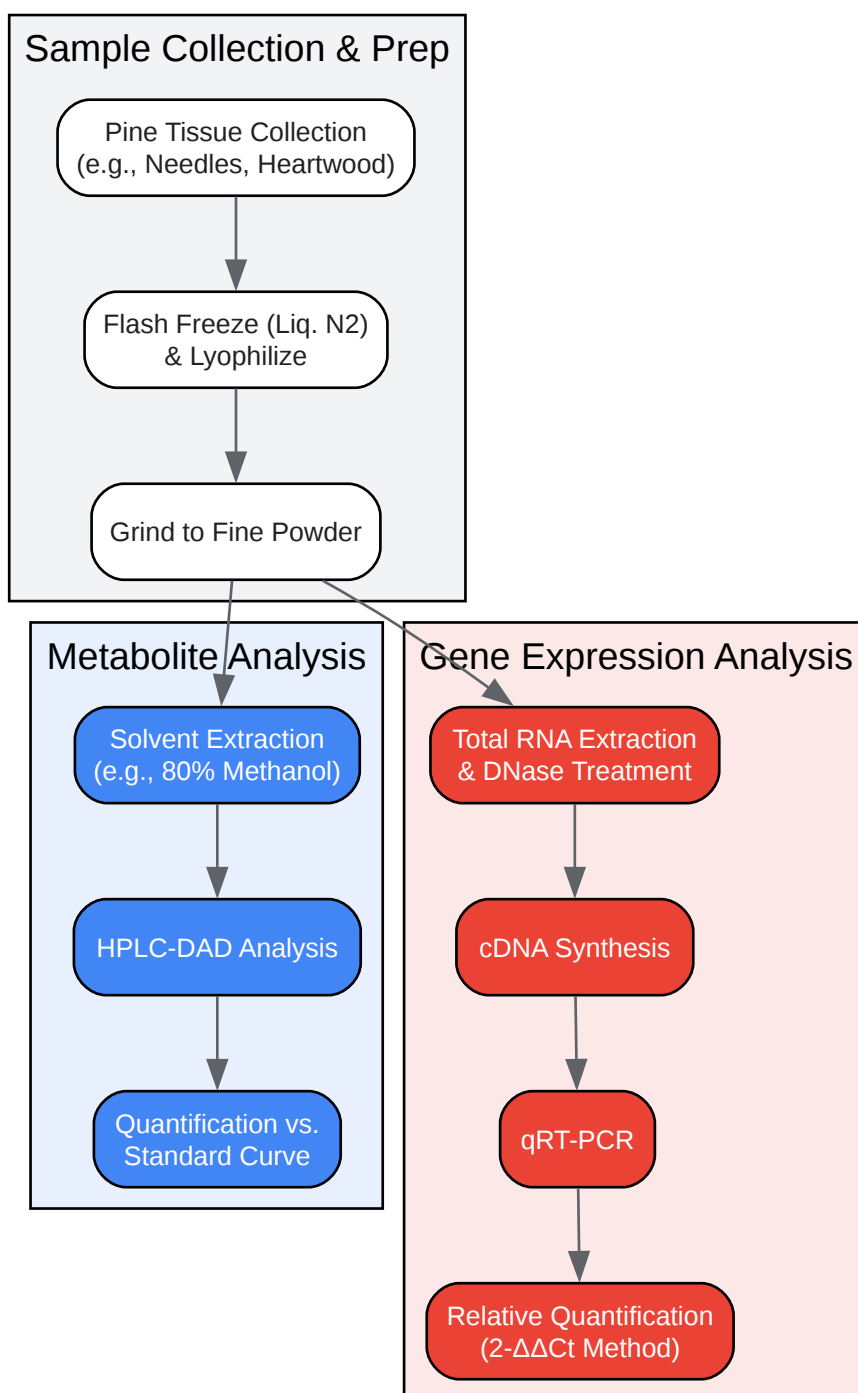 Sample Collection & Prep
Pine Tissue Collection
(e.g., Needles, Heartwood)
Flash Freeze (Liq. N2)
& Lyophilize
Grind to Fine Powder
Metabolite Analysis
Solvent Extraction
(e.g., 80% Methanol)
HPLC-DAD Analysis
Quantification vs.
Standard Curve
Gene Expression Analysis
Total RNA Extraction
& DNase Treatment
cDNA Synthesis
qRT-PCR
Relative Quantification
(2-ΔΔCt Method)